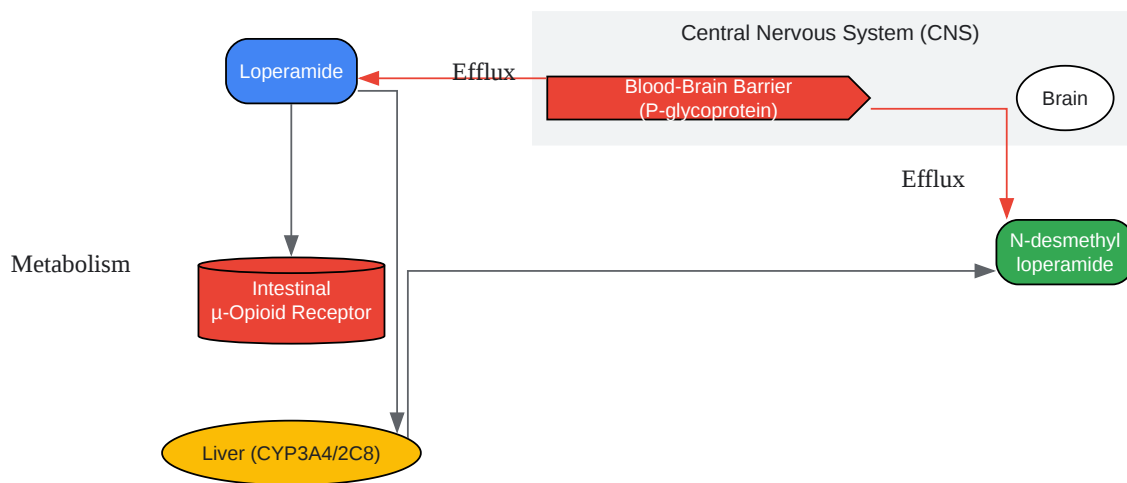 Central Nervous System (CNS)
Loperamide
Efflux
Blood-Brain Barrier
(P-glycoprotein)
Brain
Efflux
N-desmethyl
loperamide
Metabolism
Intestinal
µ-Opioid Receptor
Liver (CYP3A4/2C8)